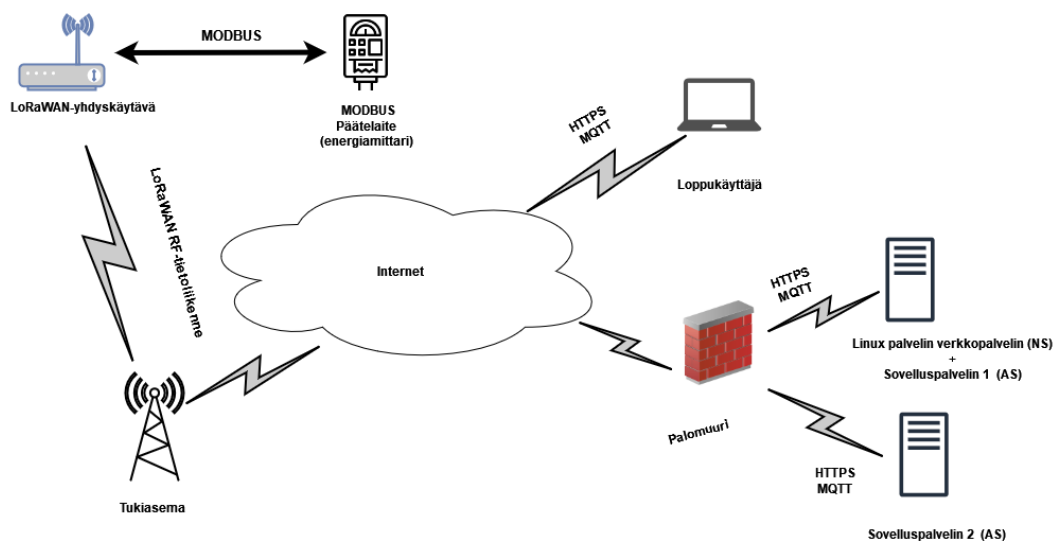 MODBUS
LoRaWAN-yhdyskäytävä
MODBUS
Päätelaite
(energiamittari)
HTTPS
MQTT
Loppukäyttäjä
LoRaWAN RF-tietoliikenne
Internet
HTTPS
MQTT
Linux palvelin verkkopalvelin (NS)
+
Sovelluspalvelin 1 (AS)
Palomuuri
HTTPS
MQTT
Tukiasema
Sovelluspalvelin 2 (AS)